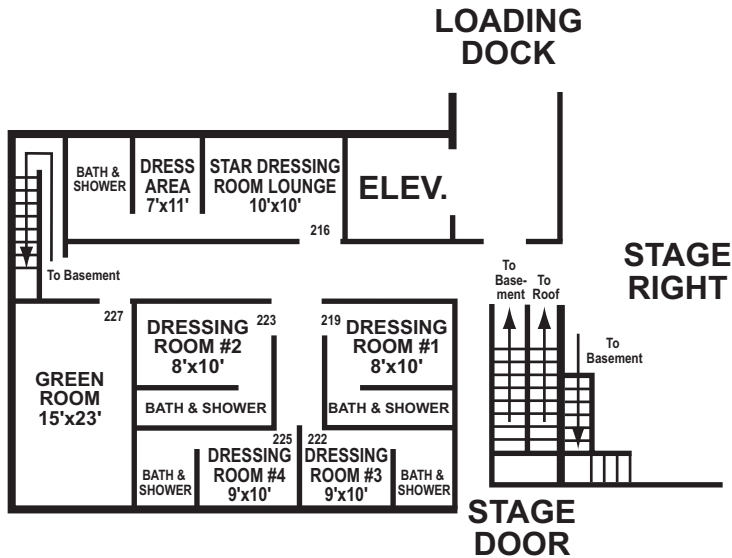 LOADING
DOCK
BATH &
SHOWER
DRESS
AREA
7'x11'
STAR DRESSING
ROOM LOUNGE
10'x10'
ELEV.
216
To Basement
To
Base-
ment
To
Roof
STAGE
RIGHT
To
Basement
227
223
219
DRESSING
ROOM #2
8'x10'
DRESSING
ROOM #1
8'x10'
GREEN
ROOM
15'x23'
BATH & SHOWER
BATH & SHOWER
225
222
BATH &
SHOWER
DRESSING
ROOM #4
9'x10'
DRESSING
ROOM #3
9'x10'
BATH &
SHOWER
STAGE
DOOR